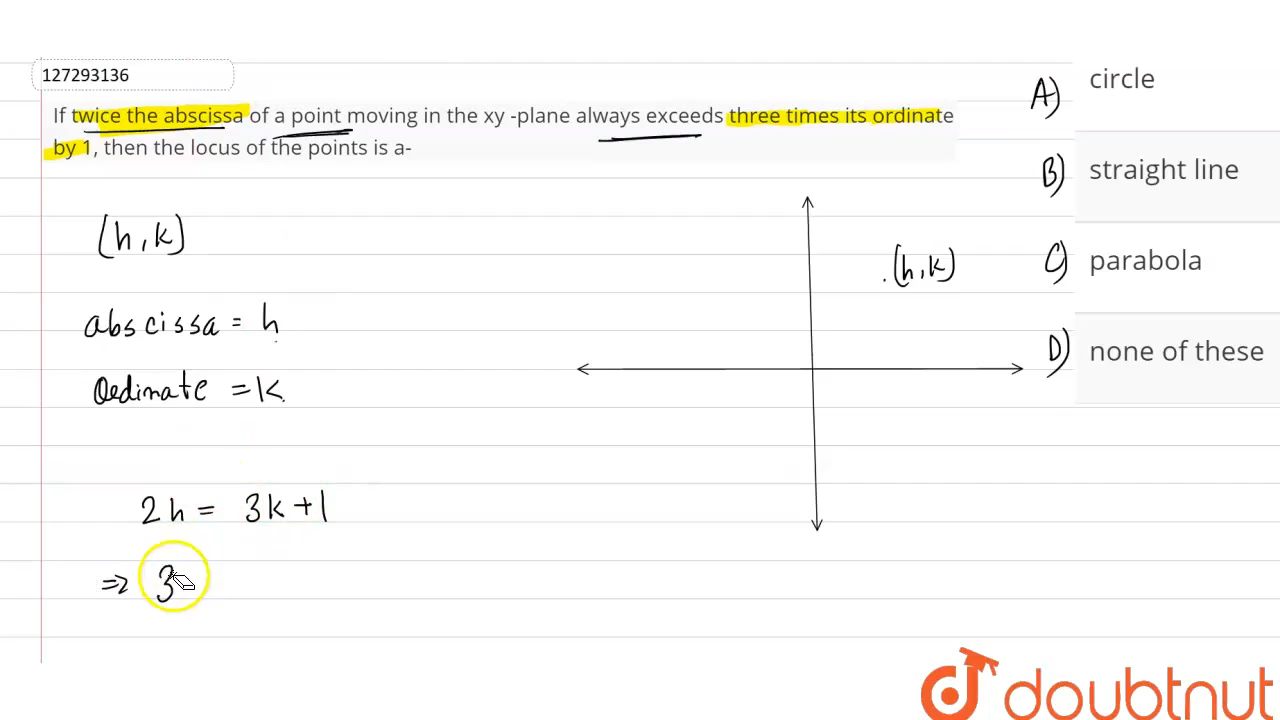 127293136
If twice the abscissa of a point moving in the xy -plane always exceeds three times its ordinate
by 1, then the locus of the points is a-
A) circle
B) straight line
C) parabola
D) none of these
(h,k)
.(h,k)
abscissa = h
Ordinate = k
2h = 3k+1
⇒ 3
doubtnut